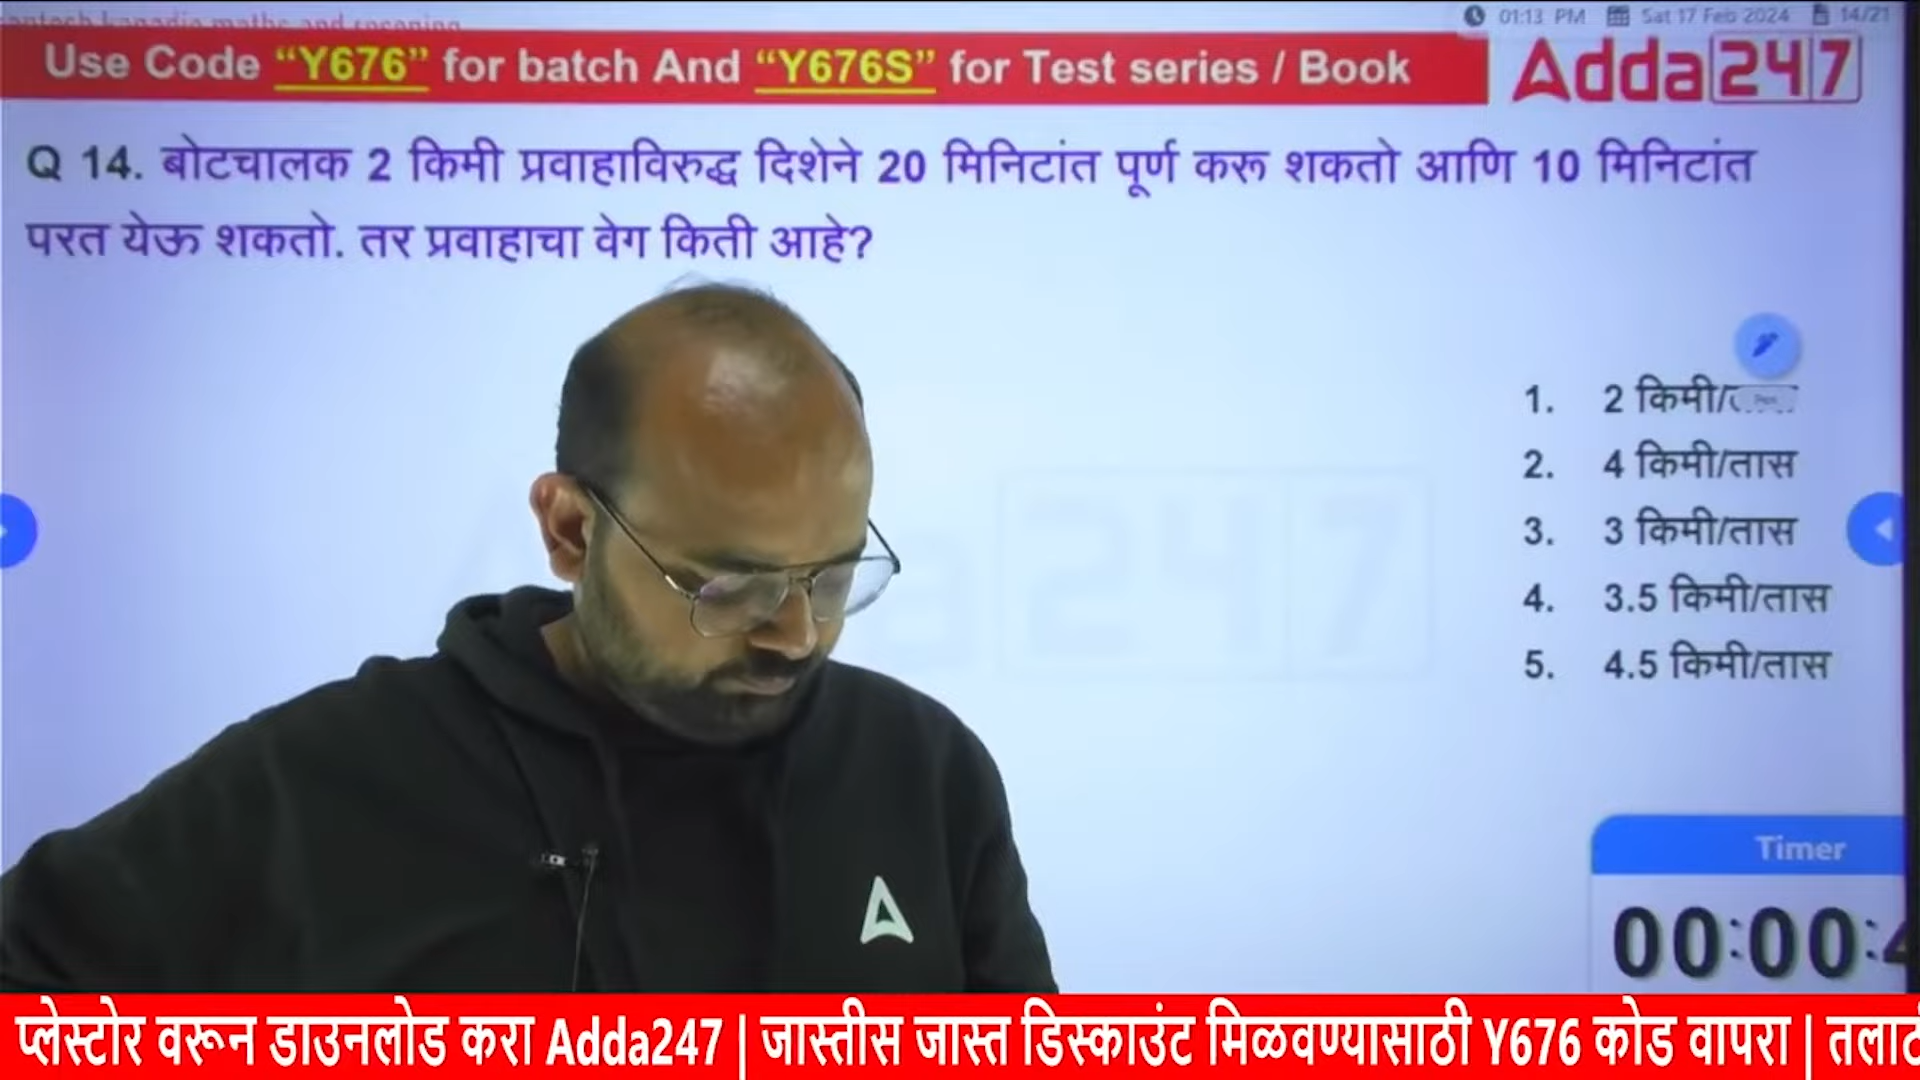 01:13 PM Sat 17 Feb 2024 14/21
Use Code “Y676” for batch And “Y676S” for Test series / Book
Adda247
Q 14. बोटचालक 2 किमी प्रवाहाविरुद्ध दिशेने 20 मिनिटांत पूर्ण करू शकतो आणि 10 मिनिटांत
परत येऊ शकतो. तर प्रवाहाचा वेग किती आहे?
1. 2 किमी/
2. 4 किमी/तास
3. 3 किमी/तास
4. 3.5 किमी/तास
5. 4.5 किमी/तास
Timer
00:00:4
प्लेस्टोर वरून डाउनलोड करा Adda247 | जास्तीस जास्त डिस्काउंट मिळवण्यासाठी Y676 कोड वापरा |